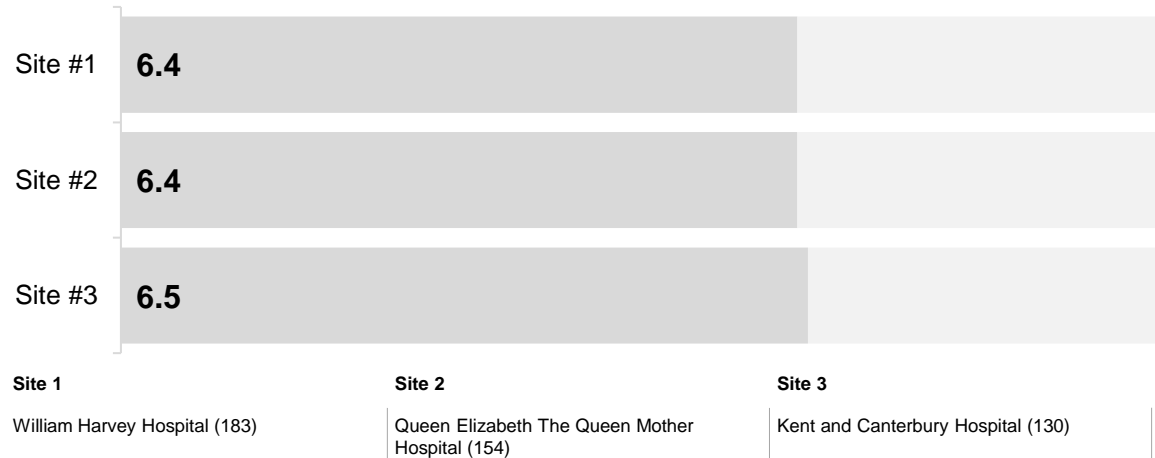 Site #1 6.4
Site #2 6.4
Site #3 6.5
Site 1 Site 2 Site 3
William Harvey Hospital (183)
Queen Elizabeth The Queen Mother
Hospital (154)
Kent and Canterbury Hospital (130)